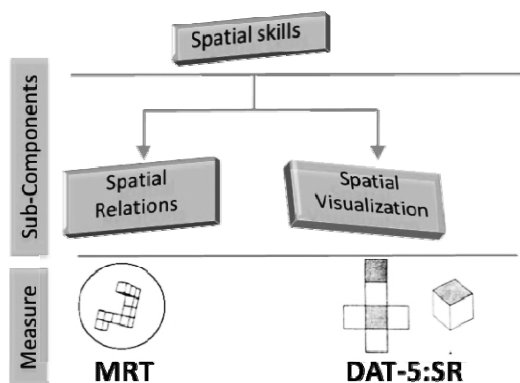 Spatial skills
Sub-Components
Spatial
Relations
Spatial
Visualization
Measure
MRT
DAT-5:SR